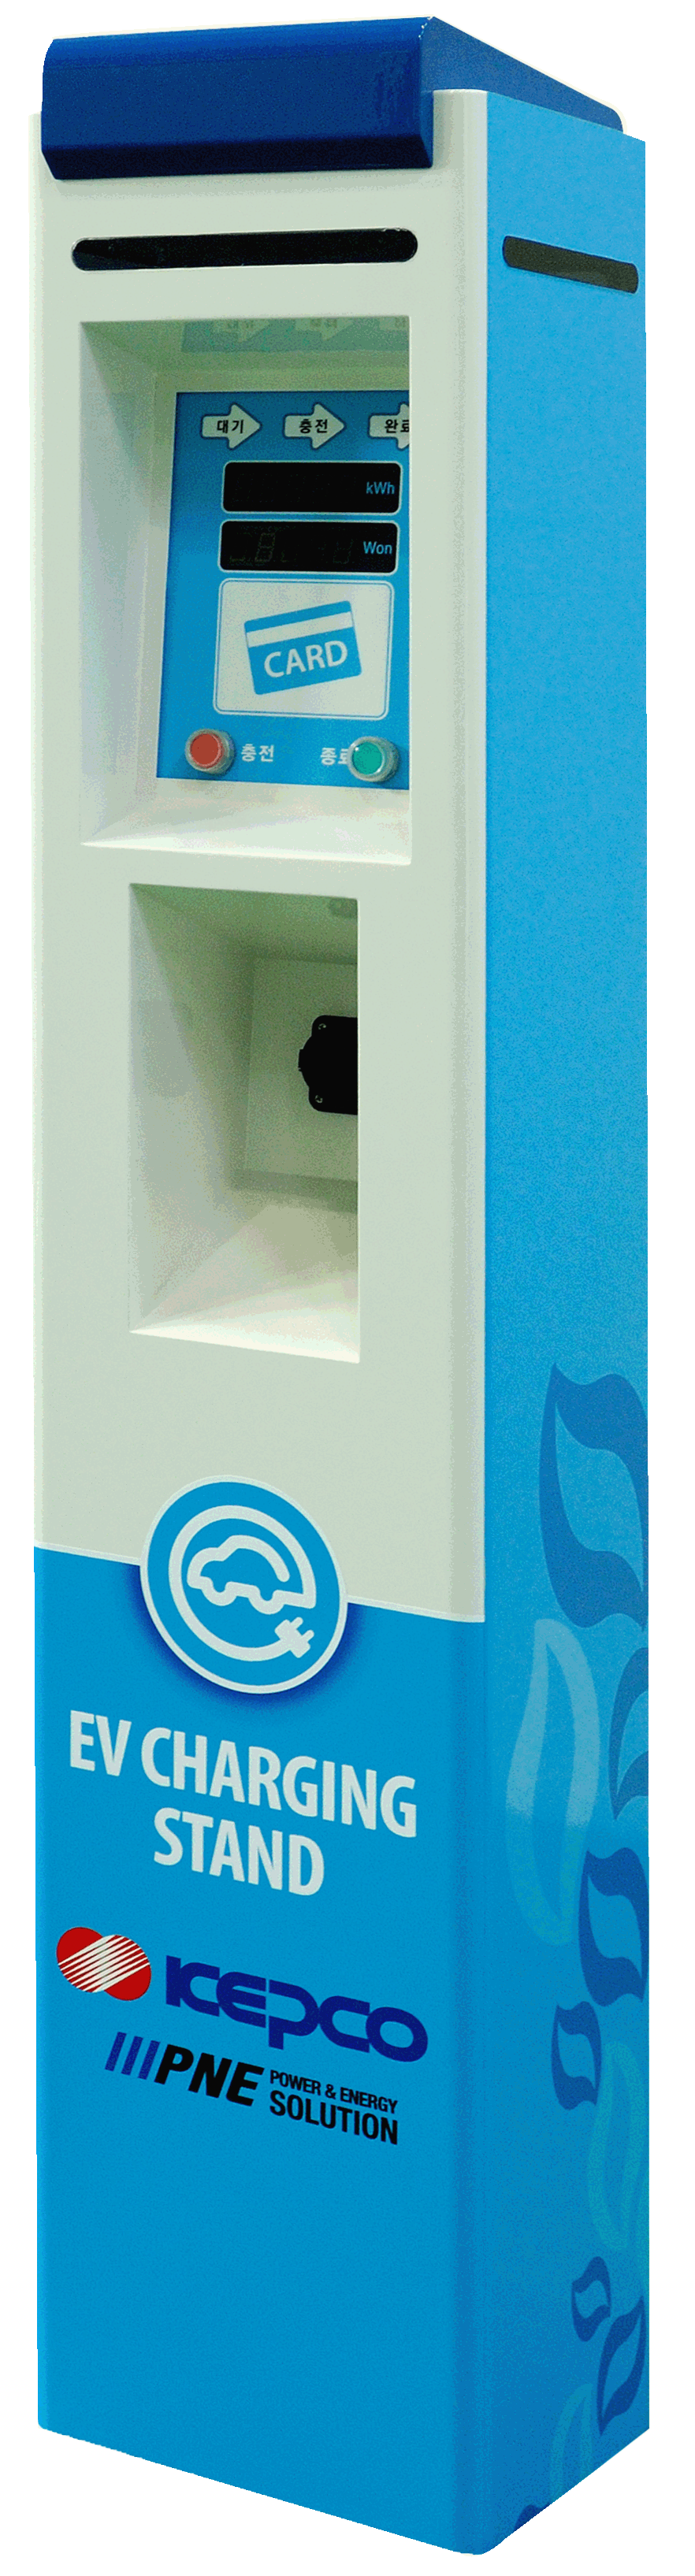 대기 충전 완료
kWh
Won
CARD
충전 종료
EV CHARGING
STAND
KEPCO
PNE POWER & ENERGY
SOLUTION